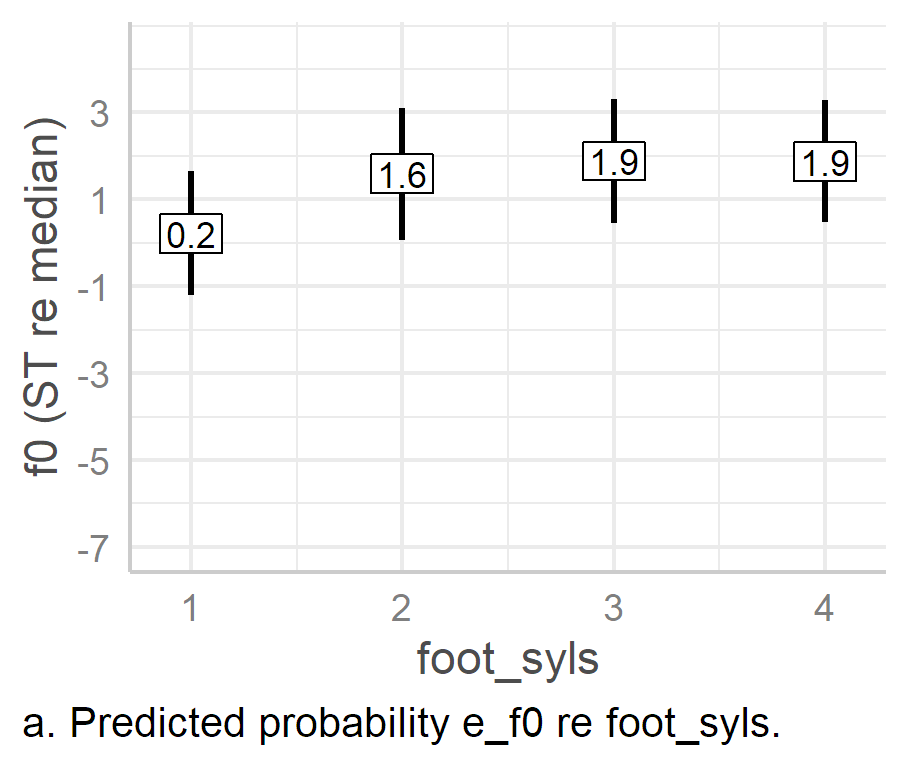 f0 (ST re median)
3
1
-1
-3
-5
-7
0.2
1.6
1.9
1.9
1 2 3 4
foot_syls
a. Predicted probability e_f0 re foot_syls.